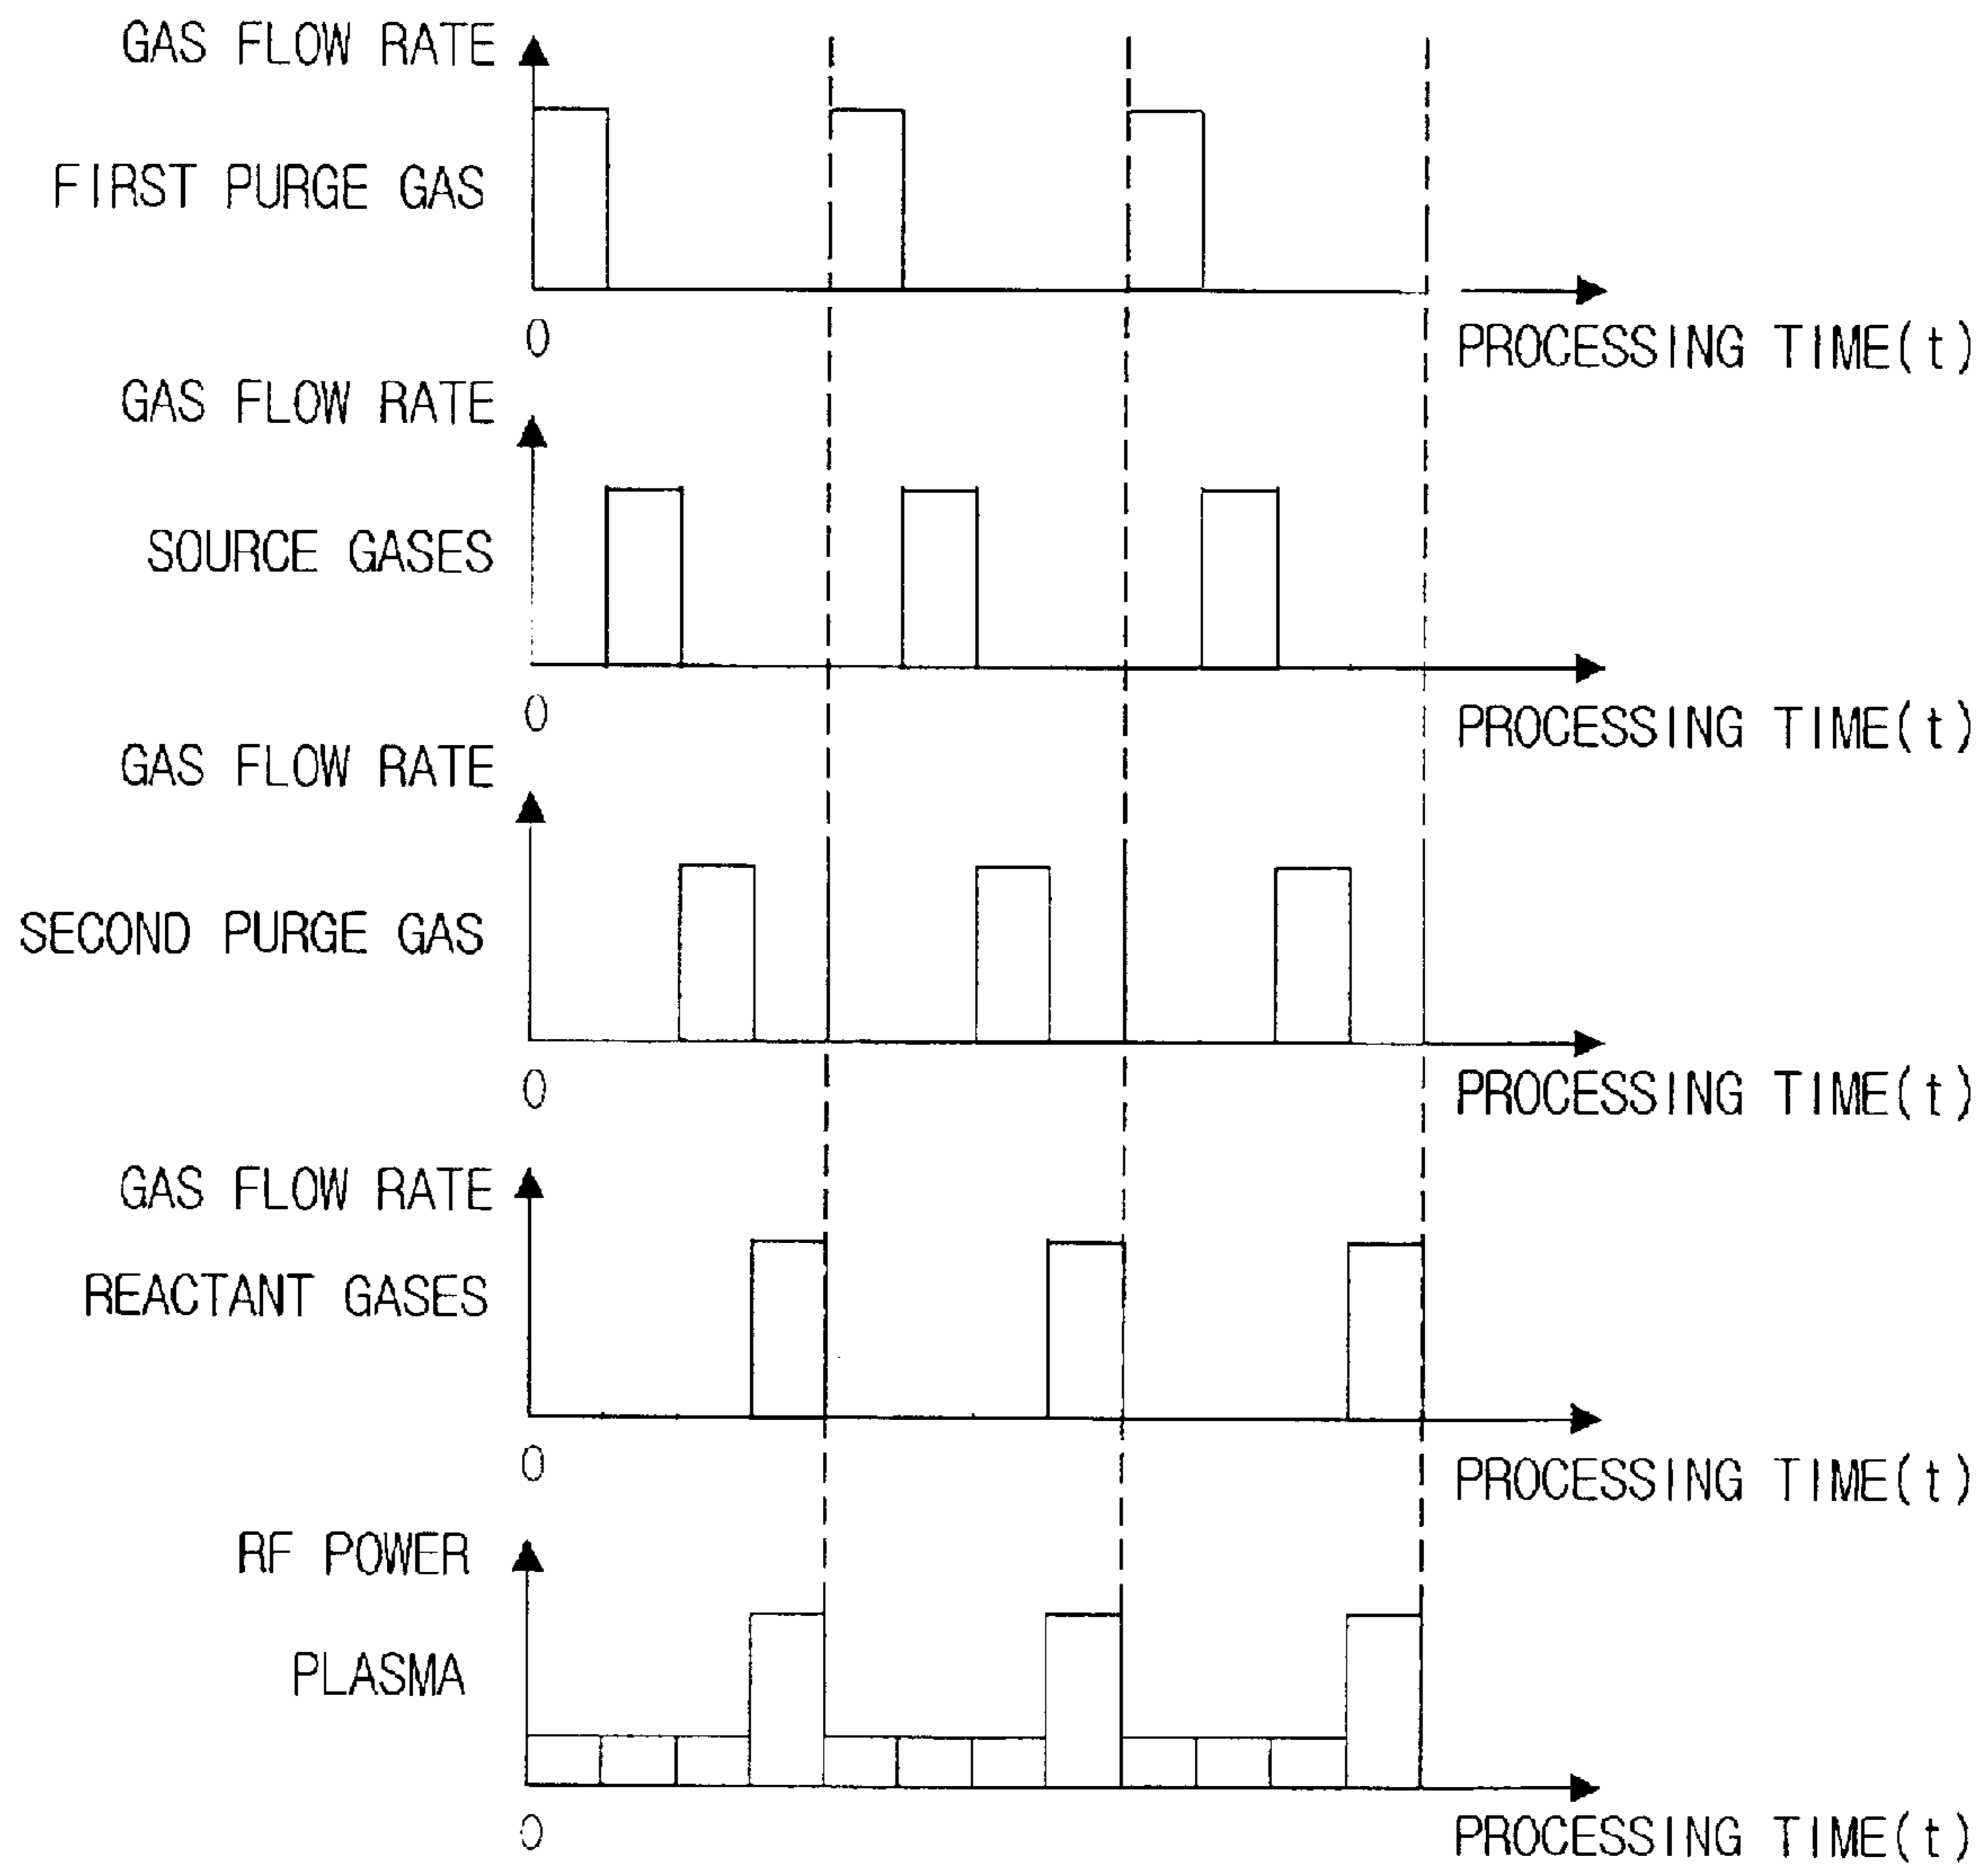 GAS FLOW RATE
FIRST PURGE GAS
0
PROCESSING TIME(t)
GAS FLOW RATE
SOURCE GASES
0
PROCESSING TIME(t)
GAS FLOW RATE
SECOND PURGE GAS
0
PROCESSING TIME(t)
GAS FLOW RATE
REACTANT GASES
0
PROCESSING TIME(t)
RF POWER
PLASMA
0
PROCESSING TIME(t)